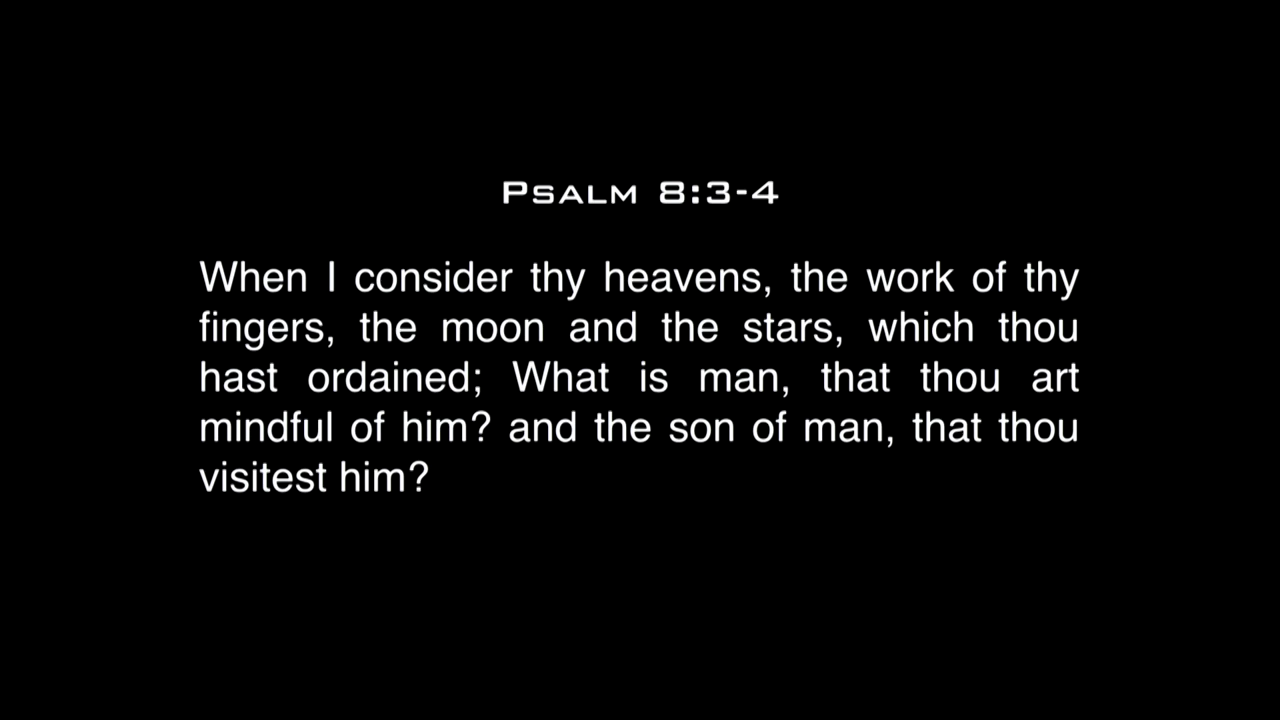 Psalm 8:3-4
When I consider thy heavens, the work of thy
fingers, the moon and the stars, which thou
hast ordained; What is man, that thou art
mindful of him? and the son of man, that thou
visitest him?